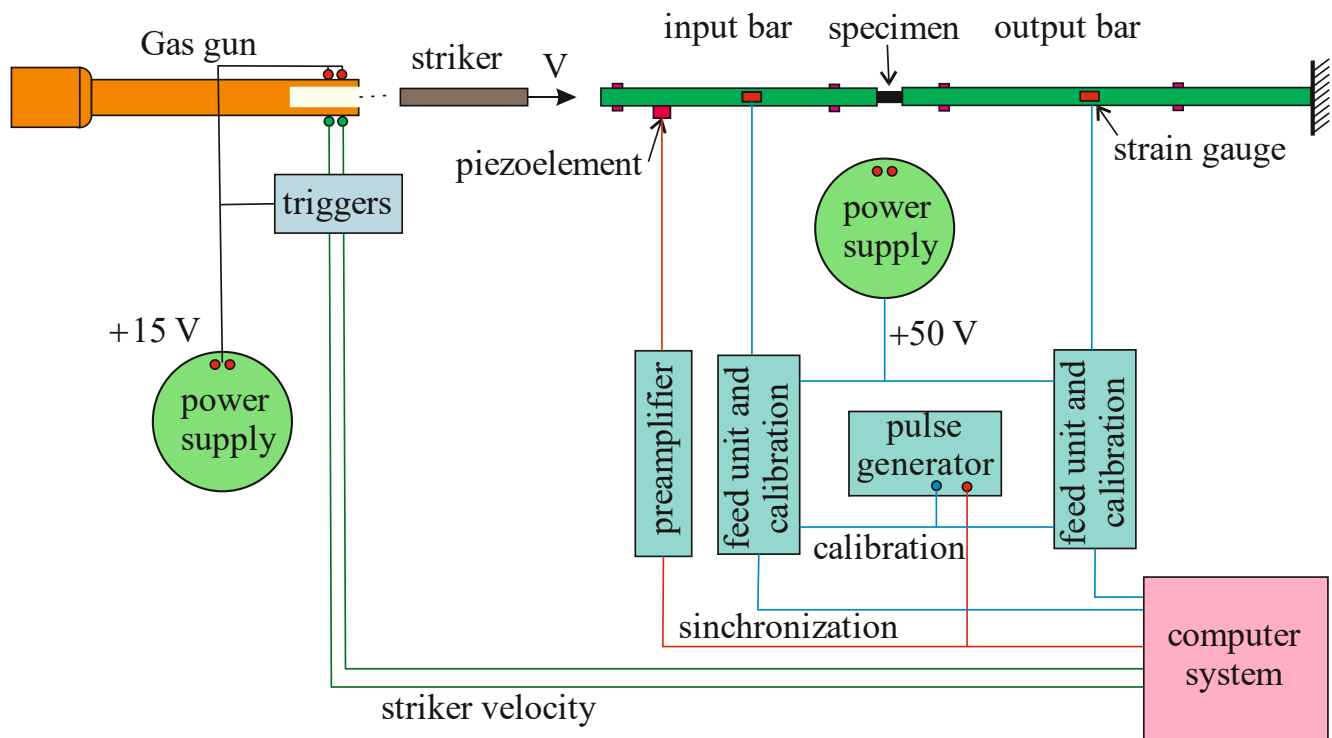 Gas gun
striker
V
input bar
specimen
output bar
piezoelement
strain gauge
triggers
power
supply
+15 V
power
supply
+50 V
preamplifier
feed unit and
calibration
pulse
generator
feed unit and
calibration
calibration
sinchronization
computer
system
striker velocity